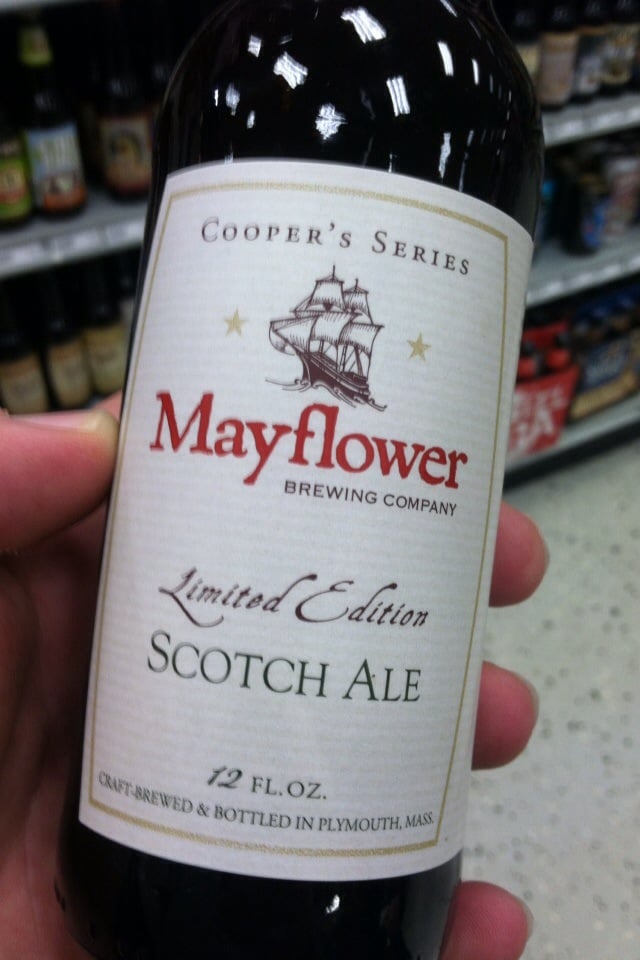 Cooper's Series
Mayflower
BREWING COMPANY
Limited Edition
SCOTCH ALE
12 FL.OZ.
CRAFT-BREWED & BOTTLED IN PLYMOUTH, MASS.